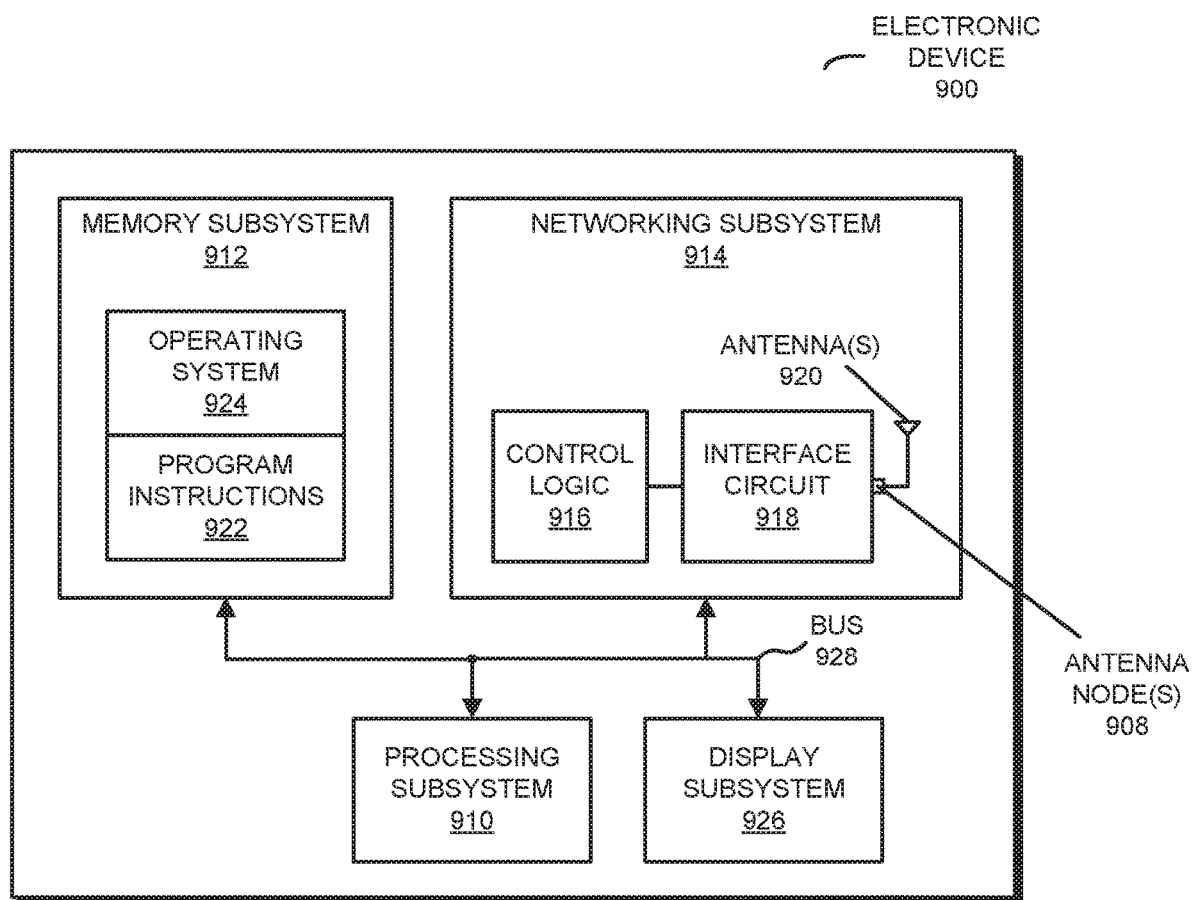 ELECTRONIC
DEVICE
900
MEMORY SUBSYSTEM
912
OPERATING
SYSTEM
924
PROGRAM
INSTRUCTIONS
922
NETWORKING SUBSYSTEM
914
ANTENNA(S)
920
CONTROL
LOGIC
916
INTERFACE
CIRCUIT
918
BUS
928
ANTENNA
NODE(S)
908
PROCESSING
SUBSYSTEM
910
DISPLAY
SUBSYSTEM
926